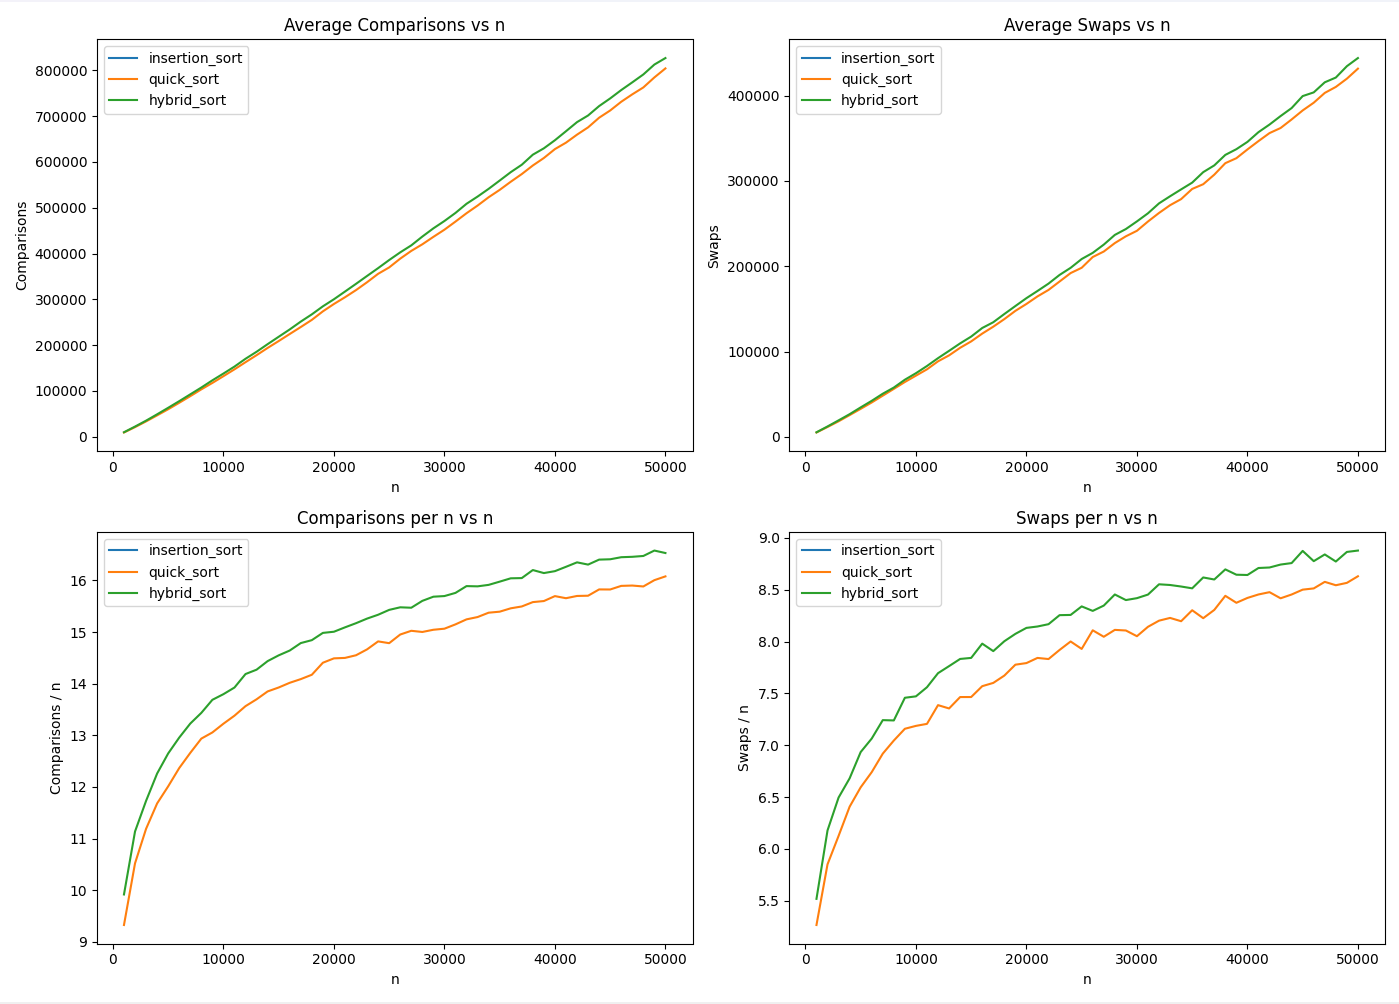 Average Comparisons vs n
insertion_sort
quick_sort
hybrid_sort
Comparisons
800000
700000
600000
500000
400000
300000
200000
100000
0
0 10000 20000 30000 40000 50000
n
Average Swaps vs n
insertion_sort
quick_sort
hybrid_sort
Swaps
400000
300000
200000
100000
0
0 10000 20000 30000 40000 50000
n
Comparisons per n vs n
insertion_sort
quick_sort
hybrid_sort
Comparisons / n
16
15
14
13
12
11
10
9
0 10000 20000 30000 40000 50000
n
Swaps per n vs n
insertion_sort
quick_sort
hybrid_sort
Swaps / n
9.0
8.5
8.0
7.5
7.0
6.5
6.0
5.5
0 10000 20000 30000 40000 50000
n